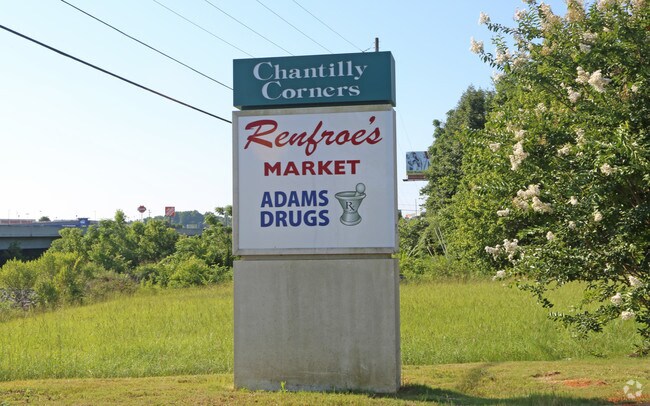 Chantilly
Corners
Renfroe's
MARKET
ADAMS
DRUGS
R